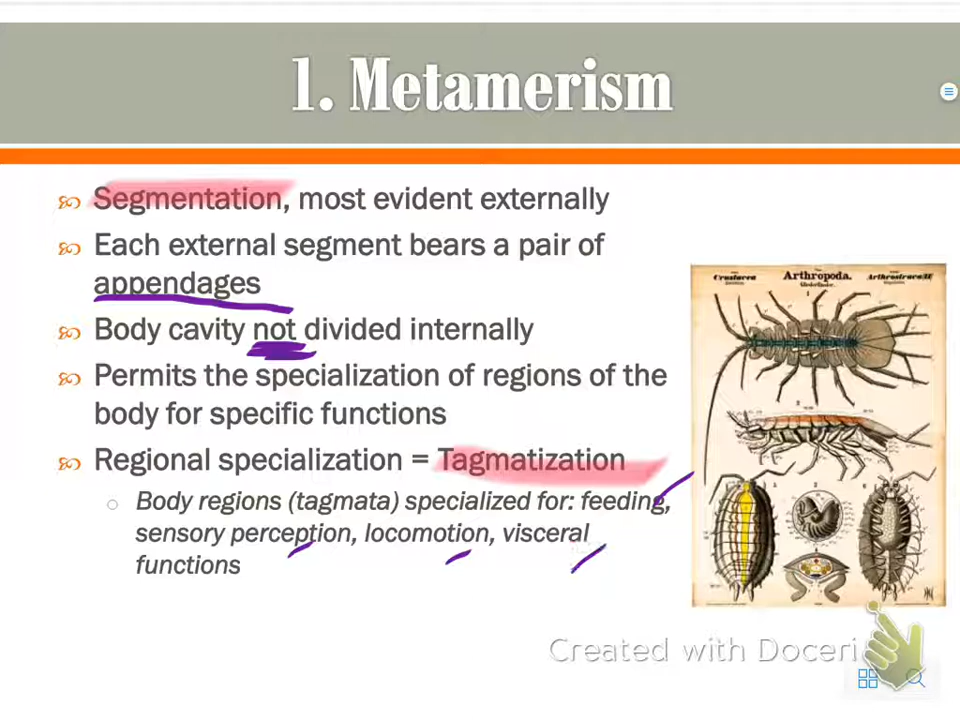 1. Metamerism
Segmentation, most evident externally
Each external segment bears a pair of
appendages
Body cavity not divided internally
Permits the specialization of regions of the
body for specific functions
Regional specialization = Tagmatization
Body regions (tagmata) specialized for: feeding,
sensory perception, locomotion, visceral
functions
Crustacea Arthropoda.
Created with Doceri